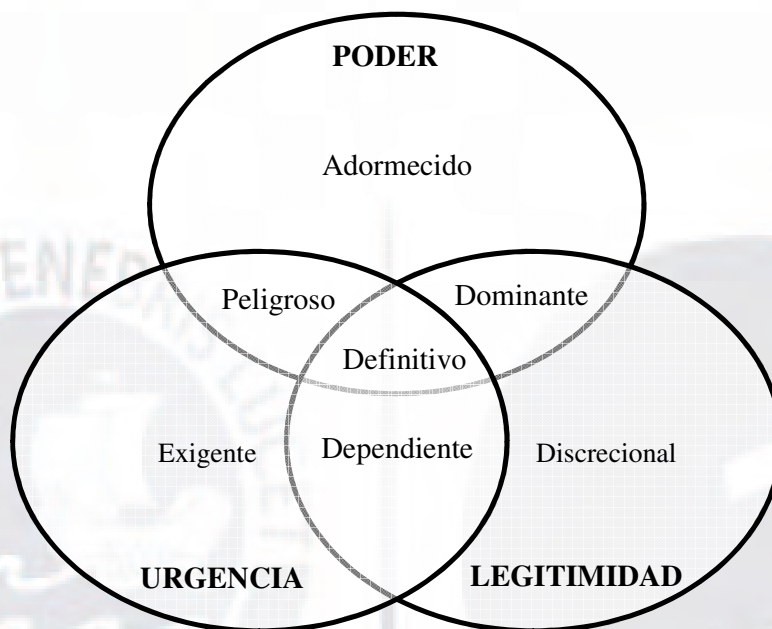 PODER
Adormecido
Peligroso
Dominante
Definitivo
Exigente
Dependiente
Discrecional
URGENCIA
LEGITIMIDAD